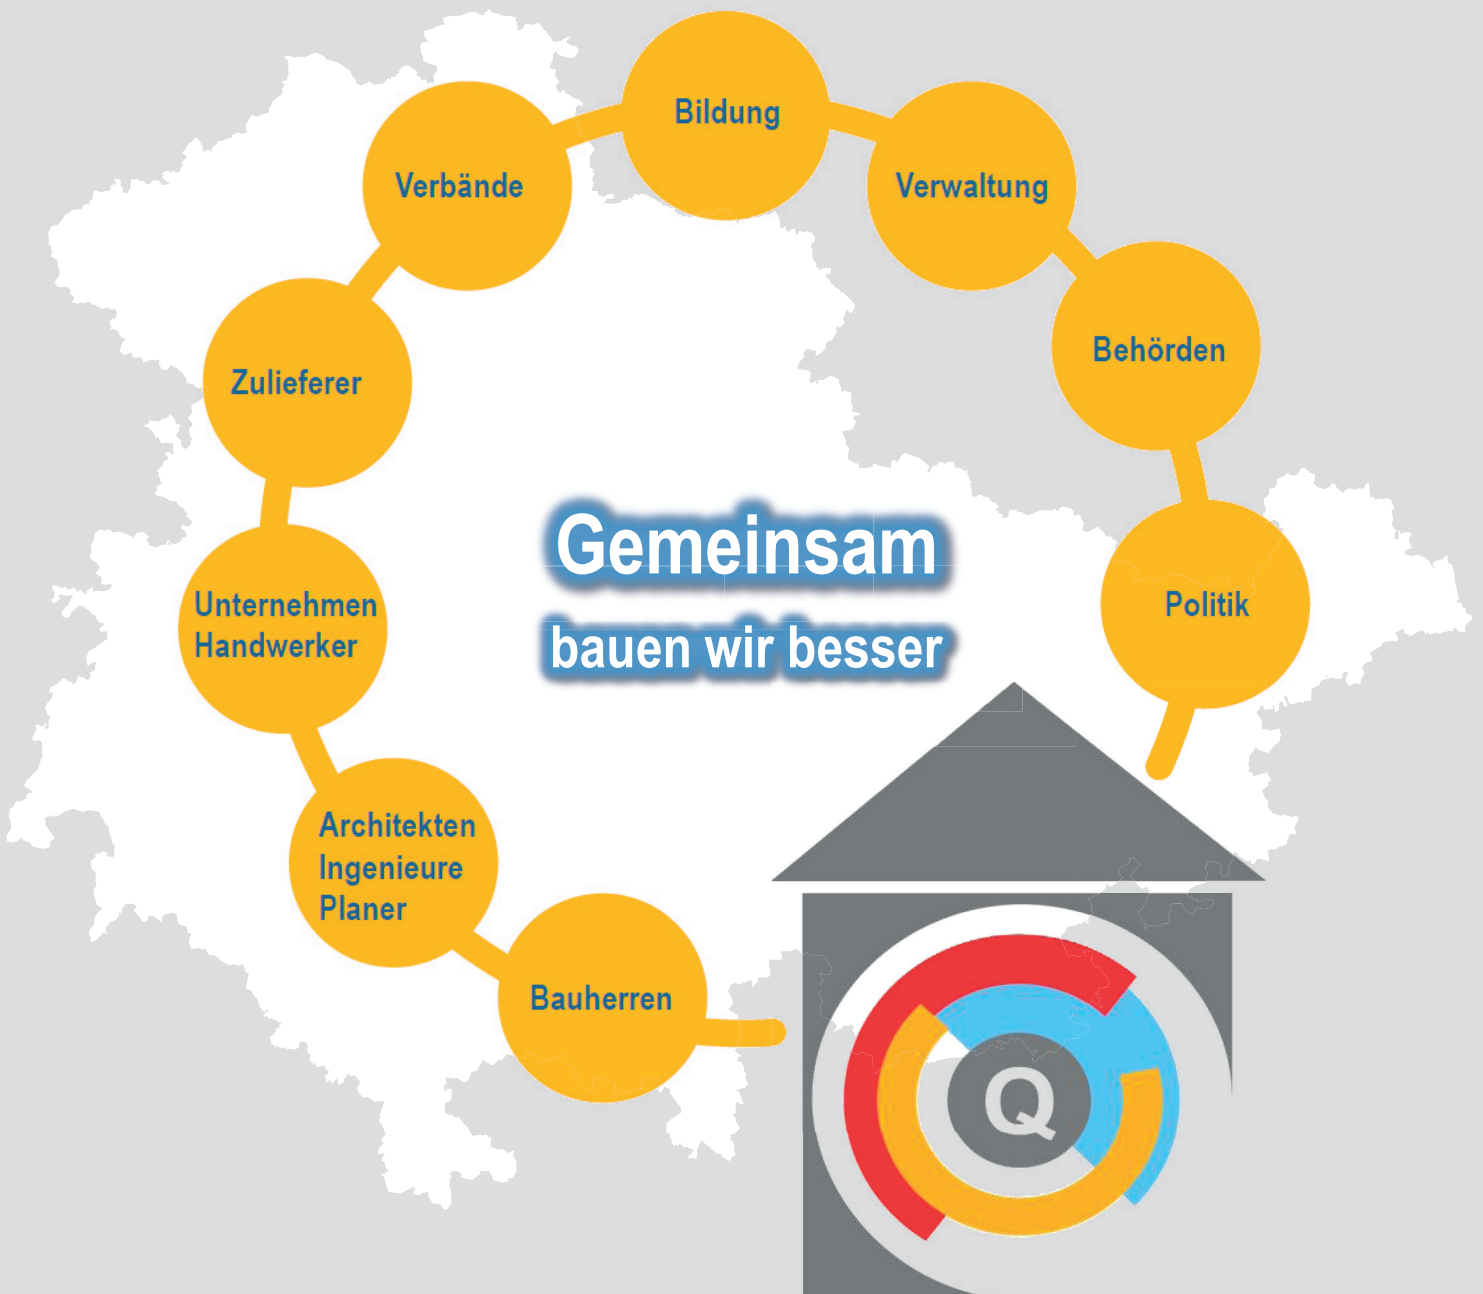 Bildung
Verbände
Verwaltung
Behörden
Zulieferer
Gemeinsam
bauen wir besser
Unternehmen
Handwerker
Politik
Architekten
Ingenieure
Planer
Bauherren
Q